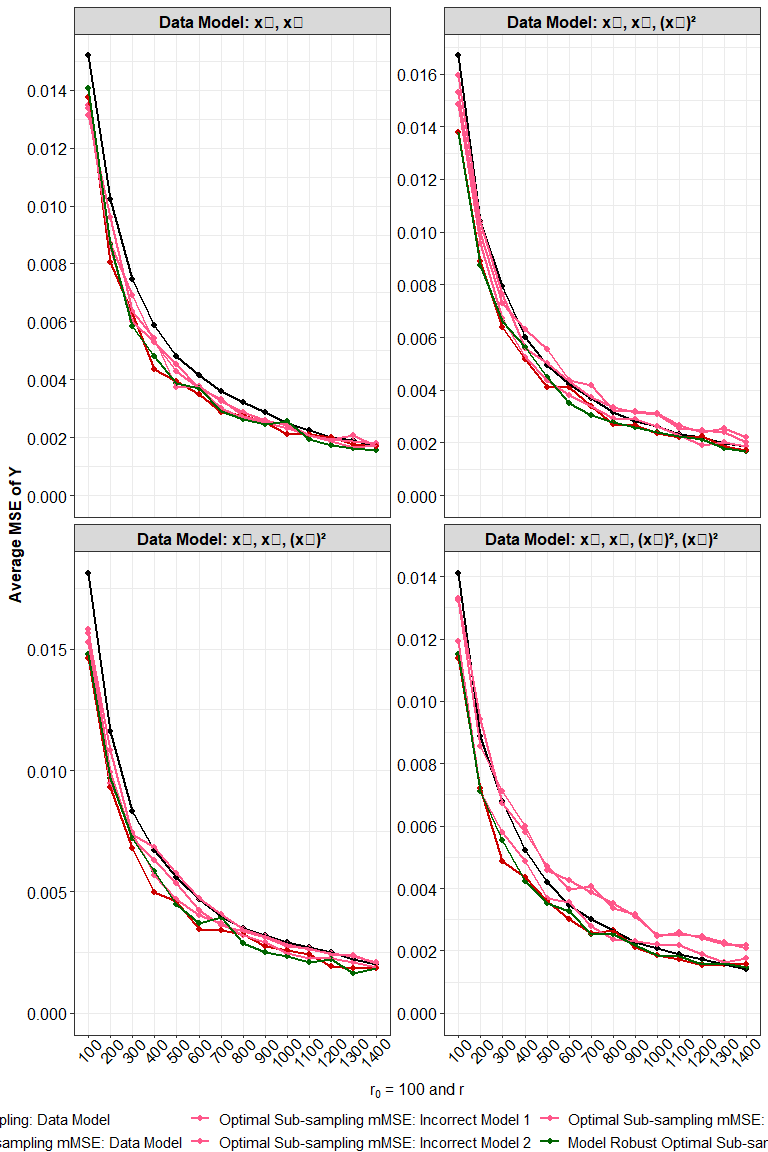 Data Model: x▯, x▯
Data Model: x▯, x▯, (x▯)²
0.014
0.012
0.010
0.008
0.006
0.004
0.002
0.000
0.016
0.014
0.012
0.010
0.008
0.006
0.004
0.002
0.000
Average MSE of Y
Data Model: x▯, x▯, (x▯)²
Data Model: x▯, x▯, (x▯)², (x▯)²
0.015
0.010
0.005
0.000
0.014
0.012
0.010
0.008
0.006
0.004
0.002
0.000
100 200 300 400 500 600 700 800 900 1000 1100 1200 1300 1400
100 200 300 400 500 600 700 800 900 1000 1100 1200 1300 1400
r₀ = 100 and r
pling: Data Model Optimal Sub-sampling mMSE: Incorrect Model 1 Optimal Sub-sampling mMSE:
sampling mMSE: Data Model Optimal Sub-sampling mMSE: Incorrect Model 2 Model Robust Optimal Sub-sar